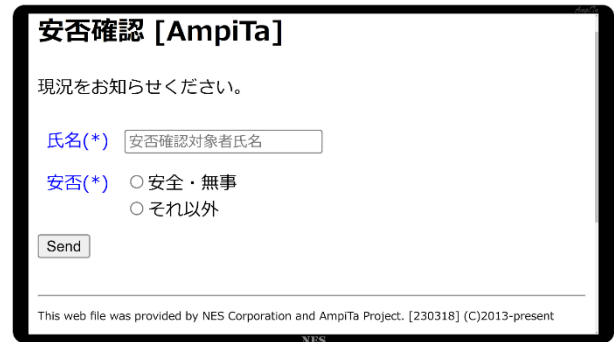 AmpiTa
安否確認 [AmpiTa]
現況をお知らせください。
氏名(*) 安否確認対象者氏名
安否(*) 安全・無事
それ以外
Send
This web file was provided by NES Corporation and AmpiTa Project. [230318] (C)2013-present
NES